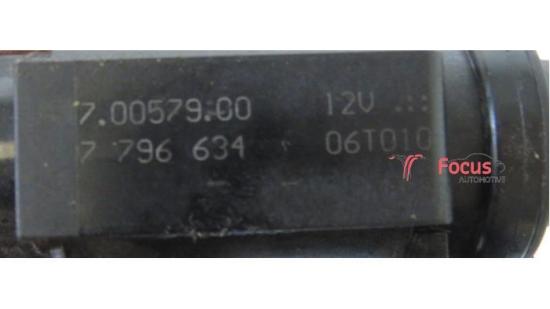 7.00579.00 12V
7 796 634 06T010
Focus
AUTOMOTIVE